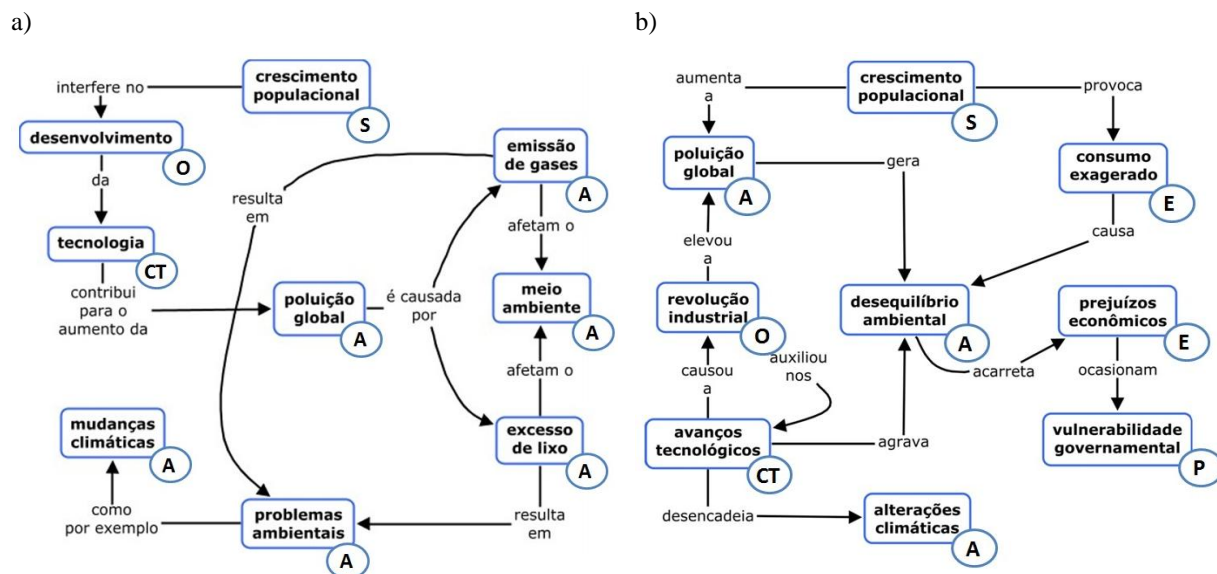 a)
interfere no
crescimento
populacional
S
desenvolvimento
O
da
tecnologia
CT
contribui
para o
aumento da
poluição
global
A
é causada
por
emissão
de gases
A
resulta
em
afetam o
meio
ambiente
A
afetam o
excesso
de lixo
A
resulta
em
problemas
ambientais
A
como
por exemplo
mudanças
climáticas
A
b)
aumenta
a
crescimento
populacional
S
provoca
poluição
global
A
gera
consumo
exagerado
E
causa
elevou
a
revolução
industrial
O
desequilíbrio
ambiental
A
prejuízos
econômicos
E
causou
a
auxiliou
nos
acarreta
ocasionam
avanços
tecnológicos
CT
agrava
vulnerabilidade
governamental
P
desencadeia
alterações
climáticas
A